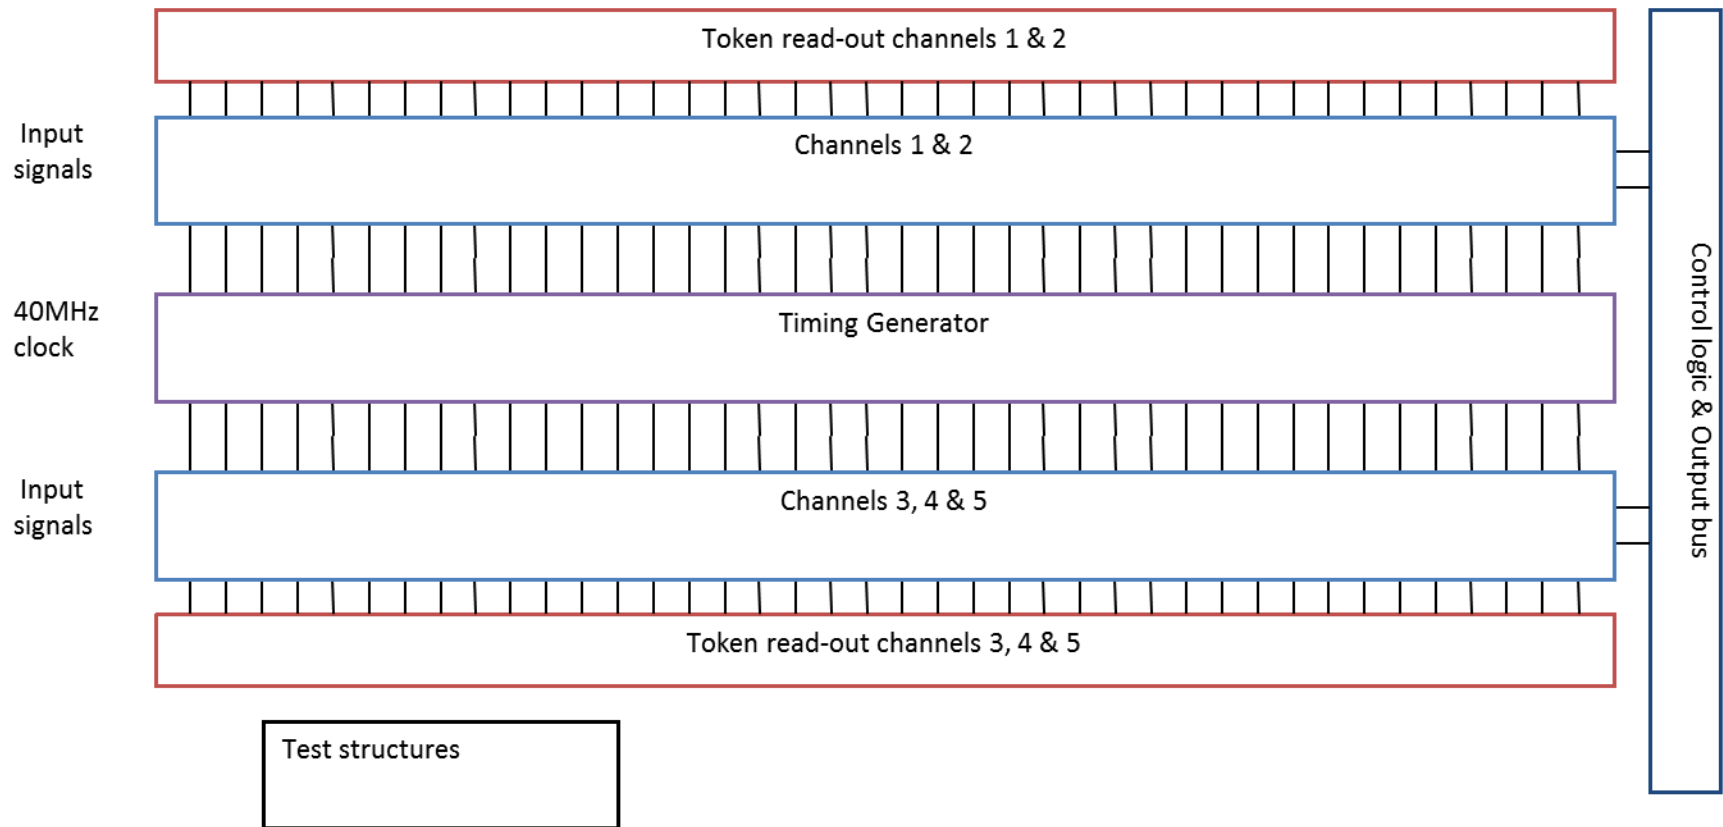 Token read-out channels 1 & 2
Input
signals
Channels 1 & 2
40MHz
clock
Timing Generator
Control logic & Output bus
Input
signals
Channels 3, 4 & 5
Token read-out channels 3, 4 & 5
Test structures